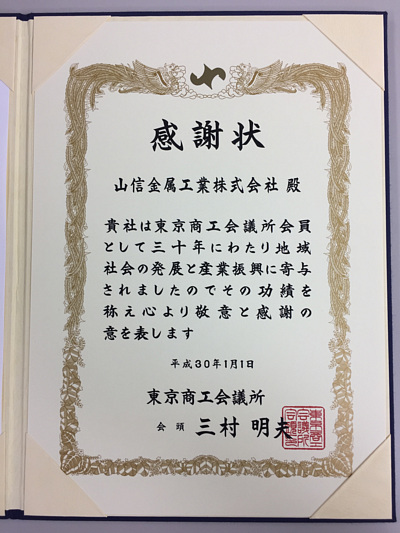 感謝状
山信金属工業株式会社 殿
貴社は東京商工会議所会員
として三十年にわたり地域
社会の発展と産業振興に寄与
されましたのでその功績を
称え心より敬意と感謝の
意を表します
平成30年1月1日
東京商工会議所
会頭 三村 明夫